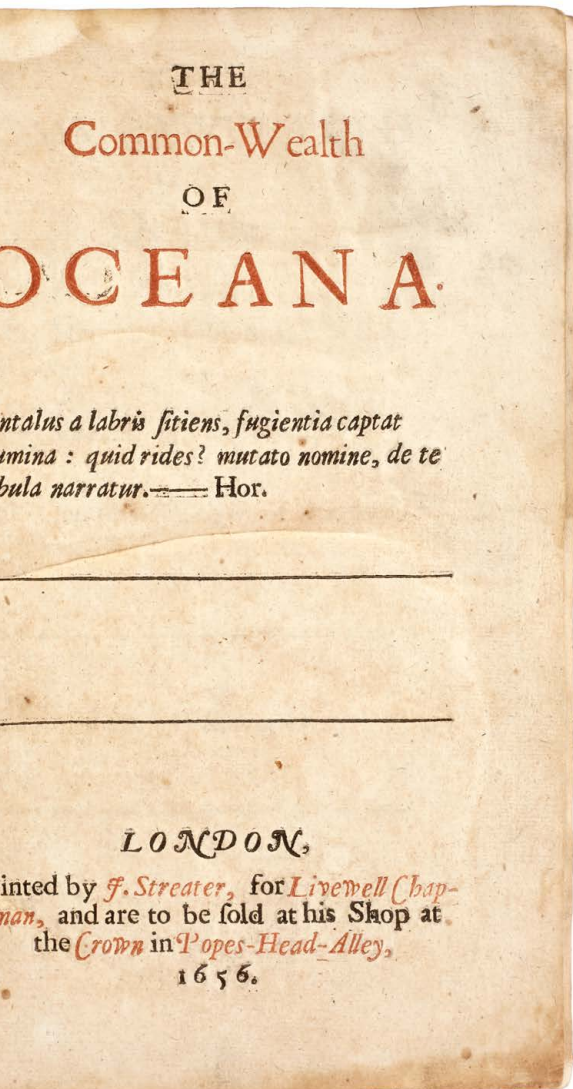 THE
Common-Wealth
OF
OCEANA.
ntalus a labris ſitiens, fugientia captat
umina : quid rides? mutato nomine, de te
bula narratur.—— Hor.
LONDON,
inted by J. Streater, for Livewell Chap-
man, and are to be ſold at his Shop at
the Crown in Popes-Head-Alley,
1656.